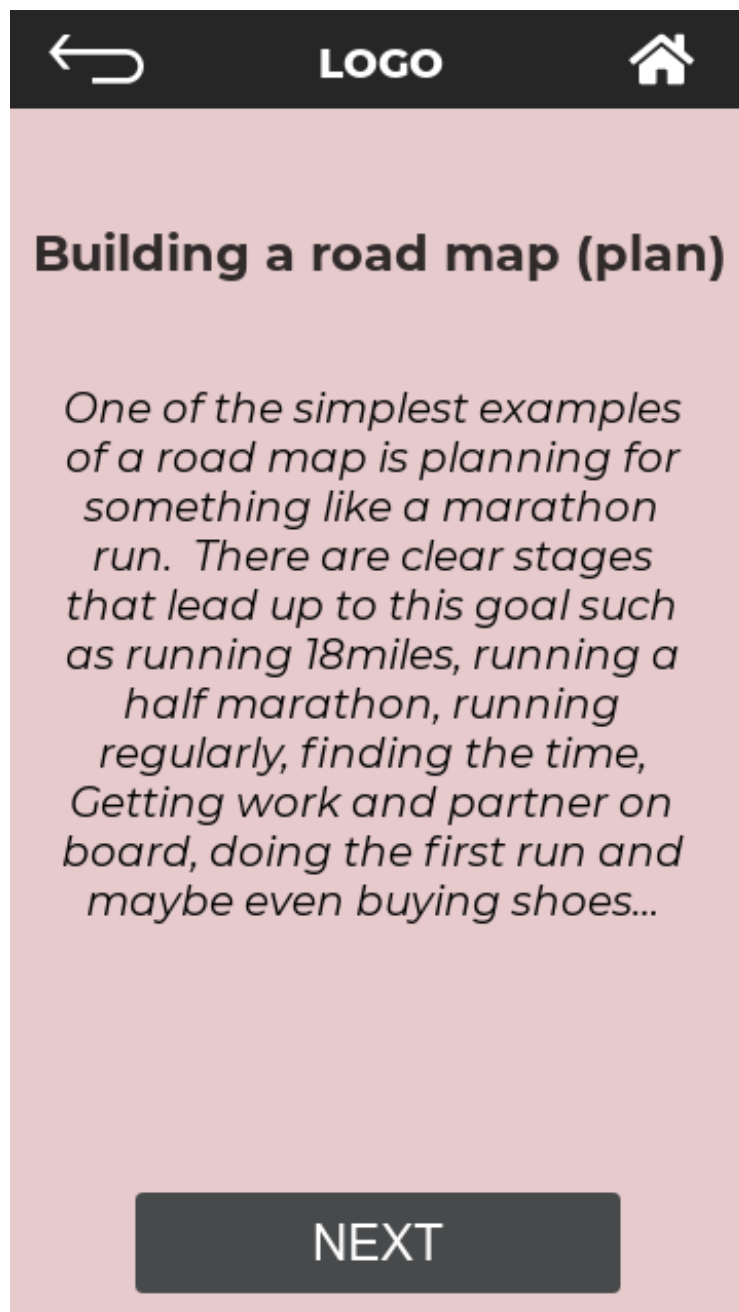 LOGO
Building a road map (plan)
One of the simplest examples
of a road map is planning for
something like a marathon
run.  There are clear stages
that lead up to this goal such
as running 18miles, running a
half marathon, running
regularly, finding the time,
Getting work and partner on
board, doing the first run and
maybe even buying shoes...
NEXT